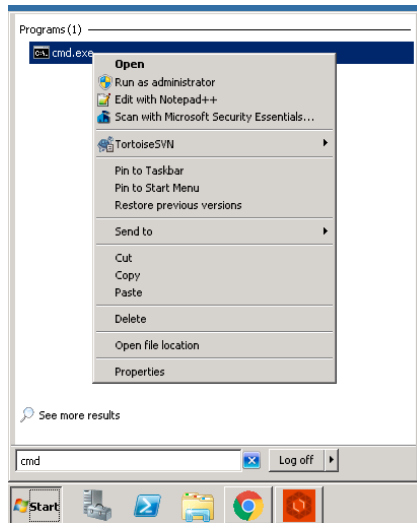 Programs (1)
cmd.exe
Open
Run as administrator
Edit with Notepad++
Scan with Microsoft Security Essentials...
TortoiseSVN
Pin to Taskbar
Pin to Start Menu
Restore previous versions
Send to
Cut
Copy
Paste
Delete
Open file location
Properties
See more results
cmd
Log off
Start